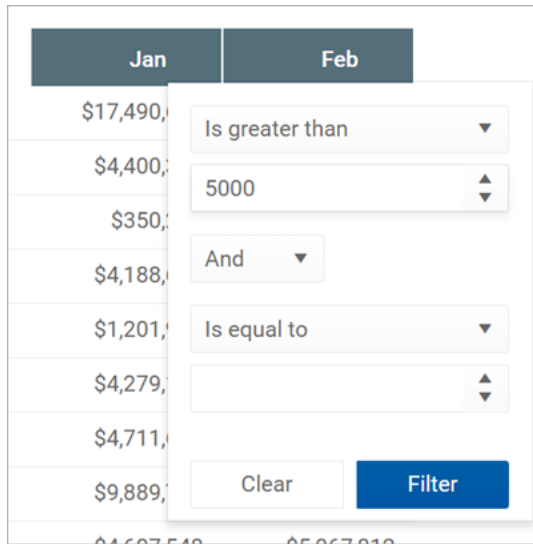 Jan Feb
$17,490,
Is greater than
$4,400,
5000
$350,
And
$4,188,
$1,201,
Is equal to
$4,279,
$4,711,
Clear Filter
$9,889,